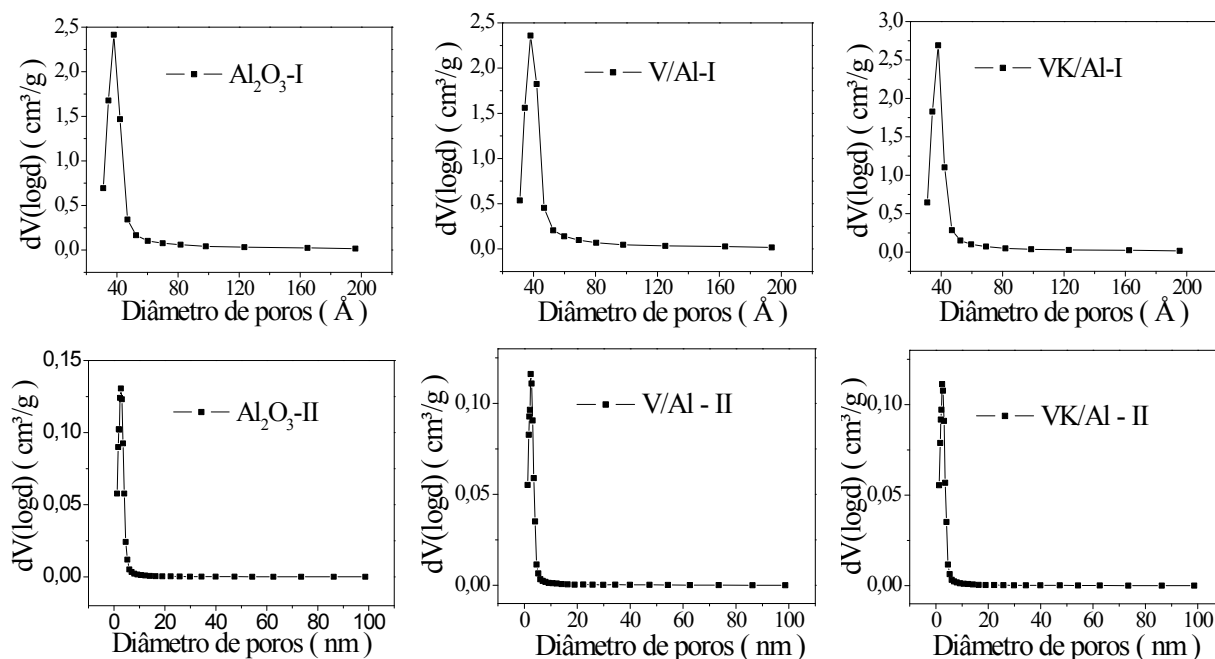 2,5
2,0
1,5
1,0
0,5
0,0
dV(logd) ( cm³/g)
Al₂O₃-I
40 80 120 160 200
Diâmetro de poros ( Å )
2,5
2,0
1,5
1,0
0,5
0,0
dV(logd) ( cm³/g)
V/Al-I
40 80 120 160 200
Diâmetro de poros ( Å )
3,0
2,5
2,0
1,5
1,0
0,5
0,0
dV(logd) ( cm³/g)
VK/Al-I
40 80 120 160 200
Diâmetro de poros ( Å )
0,15
0,10
0,05
0,00
dV(logd) ( cm³/g)
Al₂O₃-II
0 20 40 60 80 100
Diâmetro de poros ( nm )
0,10
0,05
0,00
dV(logd) ( cm³/g)
V/Al - II
0 20 40 60 80 100
Diâmetro de poros ( nm )
0,10
0,05
0,00
dV(logd) ( cm³/g)
VK/Al - II
0 20 40 60 80 100
Diâmetro de poros ( nm )